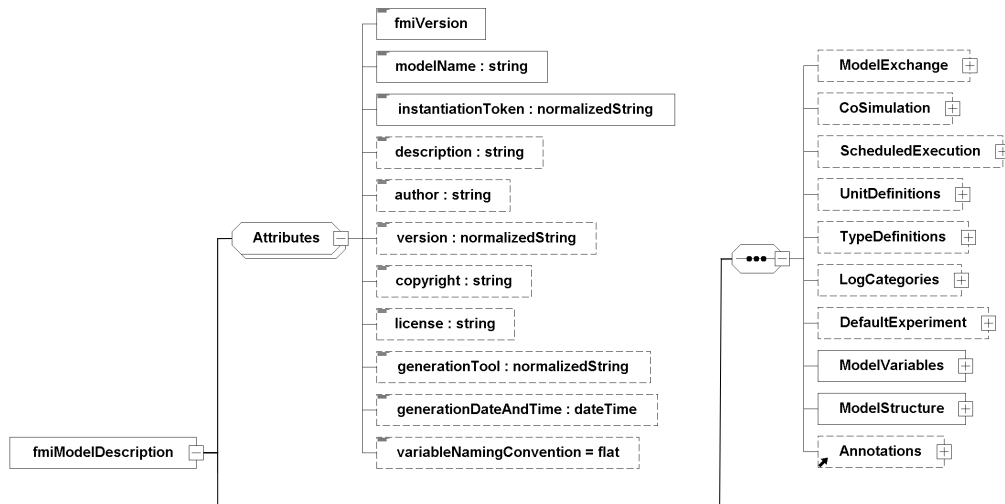 fmiVersion
modelName : string
instantiationToken : normalizedString
description : string
author : string
Attributes
version : normalizedString
copyright : string
license : string
generationTool : normalizedString
generationDateAndTime : dateTime
fmiModelDescription
variableNamingConvention = flat
ModelExchange
CoSimulation
ScheduledExecution
UnitDefinitions
TypeDefinitions
LogCategories
DefaultExperiment
ModelVariables
ModelStructure
Annotations